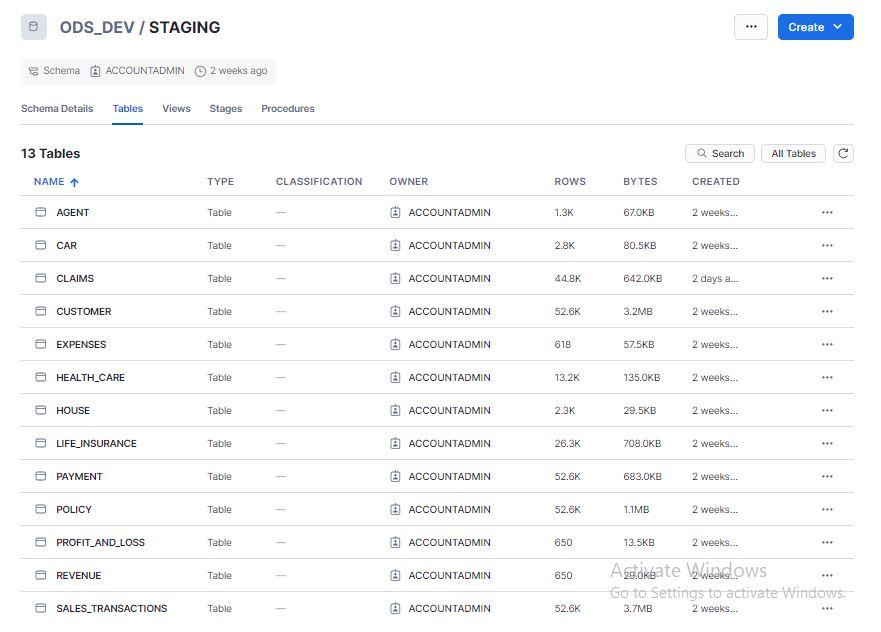 ODS_DEV / STAGING
... Create
Schema ACCOUNTADMIN 2 weeks ago
Schema Details Tables Views Stages Procedures
13 Tables
Search All Tables
NAME TYPE CLASSIFICATION OWNER ROWS BYTES CREATED
AGENT Table — ACCOUNTADMIN 1.3K 67.0KB 2 weeks... ...
CAR Table — ACCOUNTADMIN 2.8K 80.5KB 2 weeks... ...
CLAIMS Table — ACCOUNTADMIN 44.8K 642.0KB 2 days a... ...
CUSTOMER Table — ACCOUNTADMIN 52.6K 3.2MB 2 weeks... ...
EXPENSES Table — ACCOUNTADMIN 618 57.5KB 2 weeks... ...
HEALTH_CARE Table — ACCOUNTADMIN 13.2K 135.0KB 2 weeks... ...
HOUSE Table — ACCOUNTADMIN 2.3K 29.5KB 2 weeks... ...
LIFE_INSURANCE Table — ACCOUNTADMIN 26.3K 708.0KB 2 weeks... ...
PAYMENT Table — ACCOUNTADMIN 52.6K 683.0KB 2 weeks... ...
POLICY Table — ACCOUNTADMIN 52.6K 1.1MB 2 weeks... ...
PROFIT_AND_LOSS Table — ACCOUNTADMIN 650 13.5KB 2 weeks... ...
REVENUE Table — ACCOUNTADMIN 650 29.0KB 2 weeks... ...
Activate Windows
Go to Settings to activate Windows.
SALES_TRANSACTIONS Table — ACCOUNTADMIN 52.6K 3.7MB 2 weeks... ...